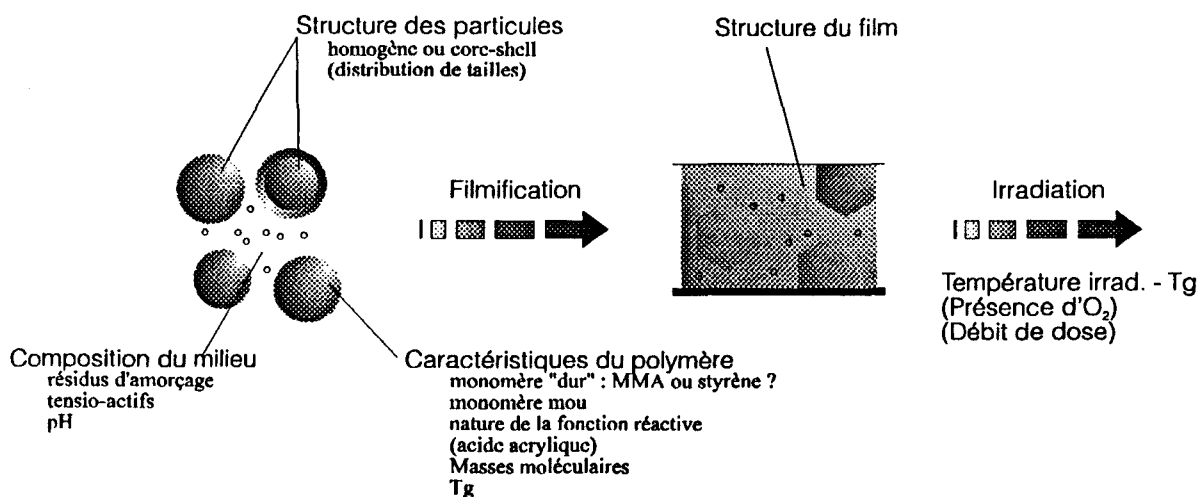 Structure des particules
homogène ou core-shell
(distribution de tailles)
Structure du film
Filmification
Irradiation
Température irrad. - Tg
(Présence d'O₂)
(Débit de dose)
Composition du milieu
résidus d'amorçage
tensio-actifs
pH
Caractéristiques du polymère
monomère "dur" : MMA ou styrène ?
monomère mou
nature de la fonction réactive
(acide acrylique)
Masses moléculaires
Tg